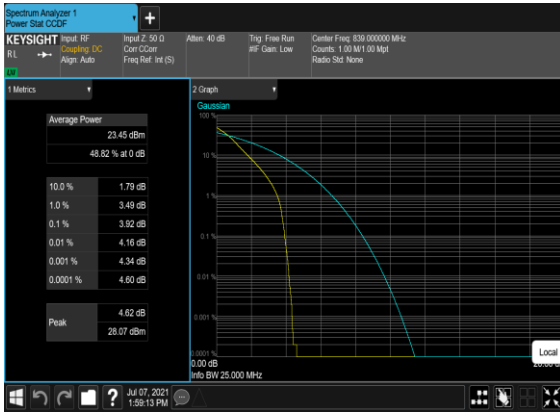 Spectrum Analyzer 1
Power Stat CCDF
+
KEYSIGHT
RL
Input: RF
Coupling: DC
Align: Auto
Input Z: 50 Ω
Corr CCorr
Freq Ref: Int (S)
Atten: 40 dB
Trig: Free Run
#IF Gain: Low
Center Freq: 839.000000 MHz
Counts: 1.00 M/1.00 Mpt
Radio Std: None
1 Metrics
Average Power
23.45 dBm
48.82 % at 0 dB
10.0 % 1.79 dB
1.0 % 3.49 dB
0.1 % 3.92 dB
0.01 % 4.16 dB
0.001 % 4.34 dB
0.0001 % 4.60 dB
Peak
4.62 dB
28.07 dBm
2 Graph
Gaussian
100 %
10 %
1 %
0.1 %
0.01 %
0.001 %
0.0001 %
0.00 dB
Info BW 25.000 MHz
Local
?
Jul 07, 2021
1:59:13 PM